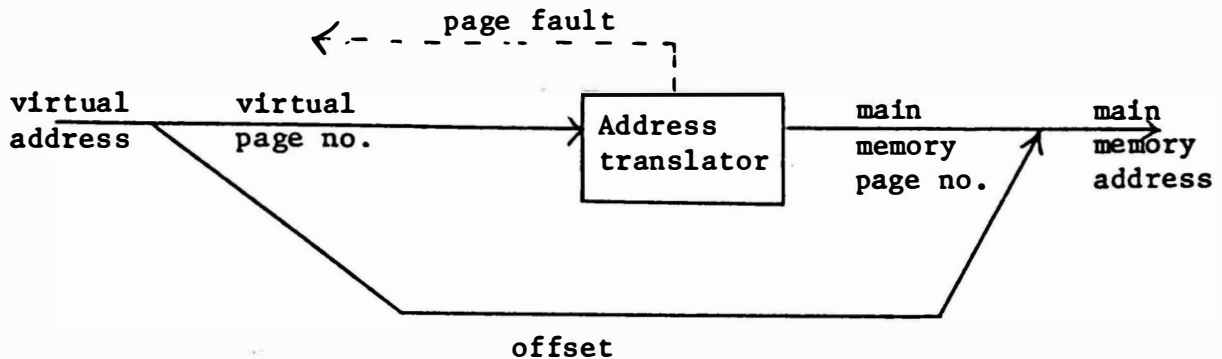 page fault
virtual
address
virtual
page no.
Address
translator
main
memory
page no.
main
memory
address
offset